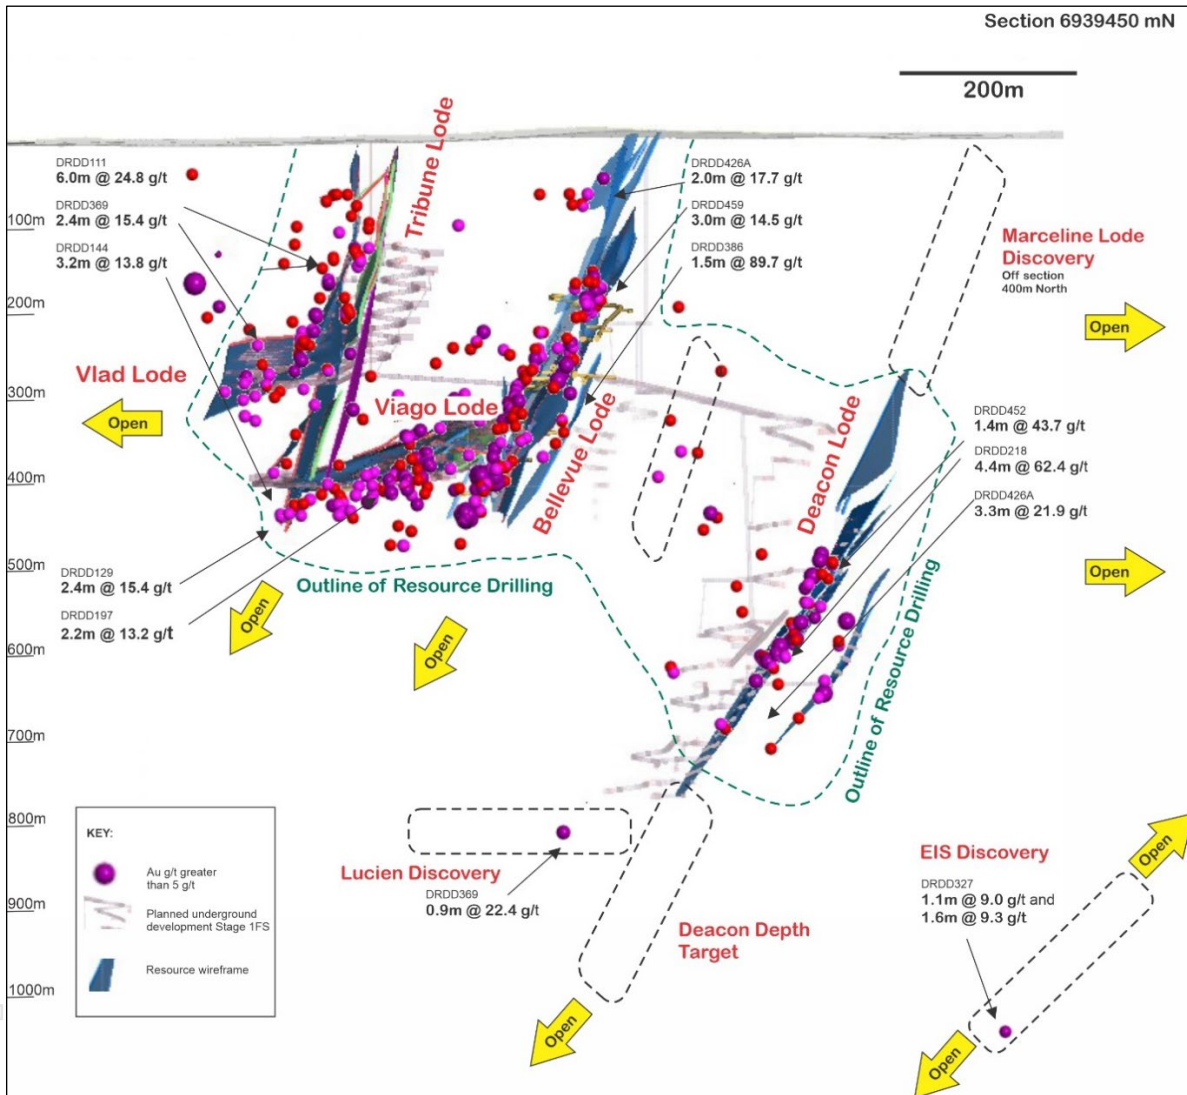 Section 6939450 mN
200m
DRDD111
6.0m @ 24.8 g/t
DRDD369
2.4m @ 15.4 g/t
DRDD144
3.2m @ 13.8 g/t
Tribune Lode
DRDD426A
2.0m @ 17.7 g/t
DRDD459
3.0m @ 14.5 g/t
DRDD386
1.5m @ 89.7 g/t
Marceline Lode
Discovery
Off section
400m North
Open
100m
200m
300m
400m
500m
600m
700m
800m
900m
1000m
Vlad Lode
Open
Viago Lode
Bellevue Lode
Deacon Lode
DRDD452
1.4m @ 43.7 g/t
DRDD218
4.4m @ 62.4 g/t
DRDD426A
3.3m @ 21.9 g/t
Open
DRDD129
2.4m @ 15.4 g/t
DRDD197
2.2m @ 13.2 g/t
Outline of Resource Drilling
Open
Open
Outline of Resource Drilling
KEY:
Au g/t greater
than 5 g/t
Planned underground
development Stage 1FS
Resource wireframe
Lucien Discovery
DRDD369
0.9m @ 22.4 g/t
Deacon Depth
Target
Open
EIS Discovery
DRDD327
1.1m @ 9.0 g/t and
1.6m @ 9.3 g/t
Open
Open